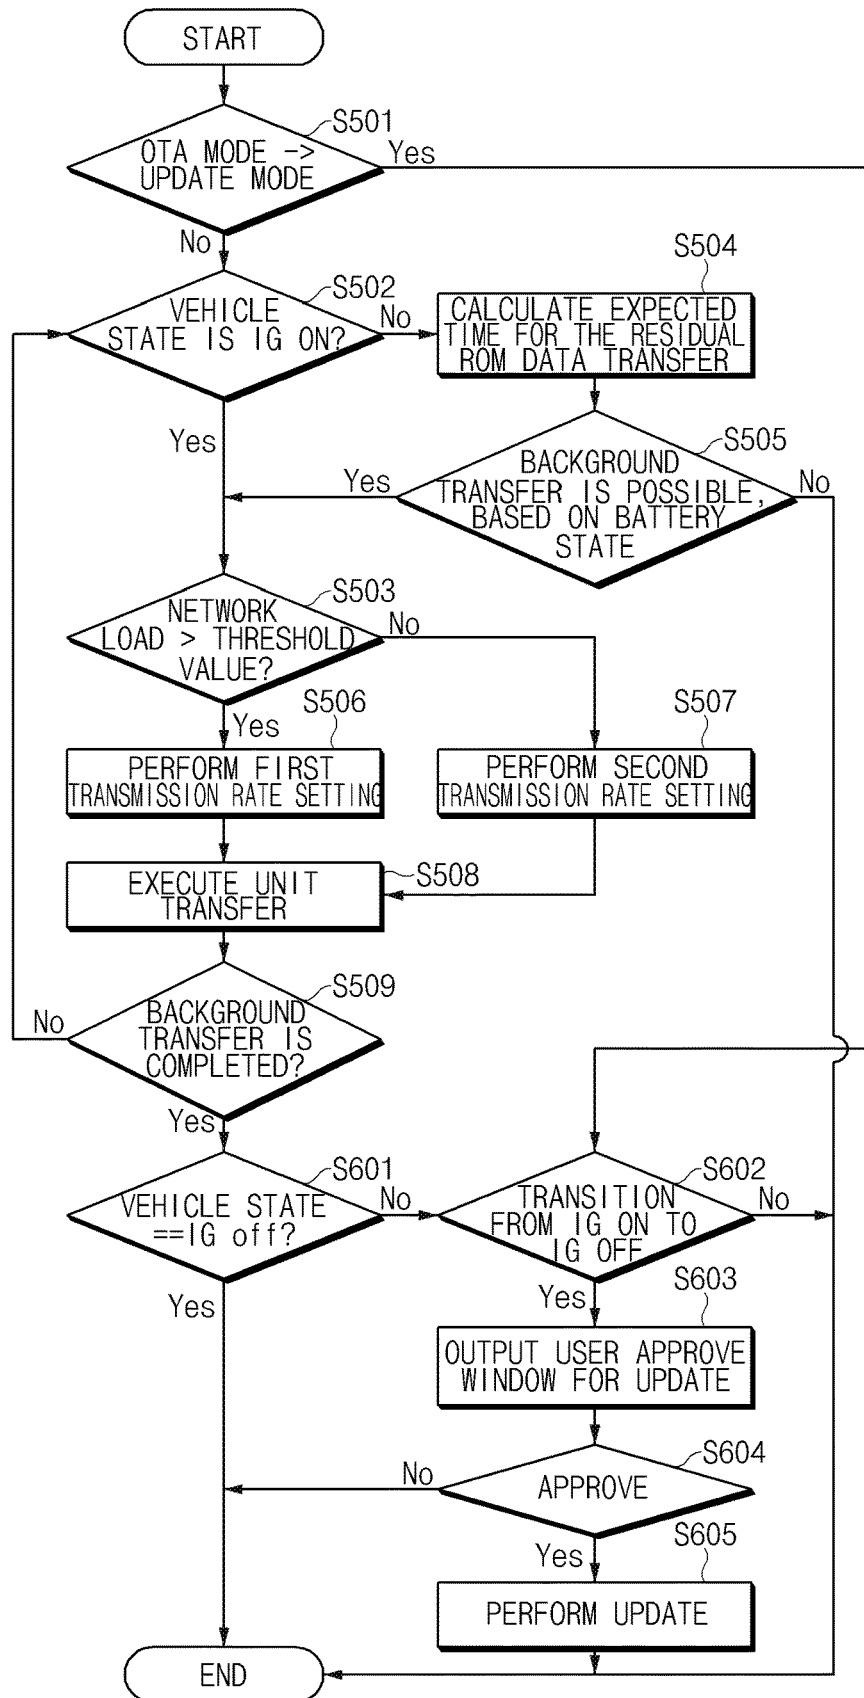 START
S501
OTA MODE ->
UPDATE MODE
Yes
No
S502
VEHICLE
STATE IS IG ON?
No
Yes
S504
CALCULATE EXPECTED
TIME FOR THE RESIDUAL
ROM DATA TRANSFER
S505
BACKGROUND
TRANSFER IS POSSIBLE,
BASED ON BATTERY
STATE
Yes
No
S503
NETWORK
LOAD > THRESHOLD
VALUE?
No
Yes
S506
PERFORM FIRST
TRANSMISSION RATE SETTING
S507
PERFORM SECOND
TRANSMISSION RATE SETTING
S508
EXECUTE UNIT
TRANSFER
S509
BACKGROUND
TRANSFER IS
COMPLETED?
No
Yes
S601
VEHICLE STATE
==IG off?
No
Yes
S602
TRANSITION
FROM IG ON TO
IG OFF
No
Yes
S603
OUTPUT USER APPROVE
WINDOW FOR UPDATE
S604
APPROVE
No
Yes
S605
PERFORM UPDATE
END